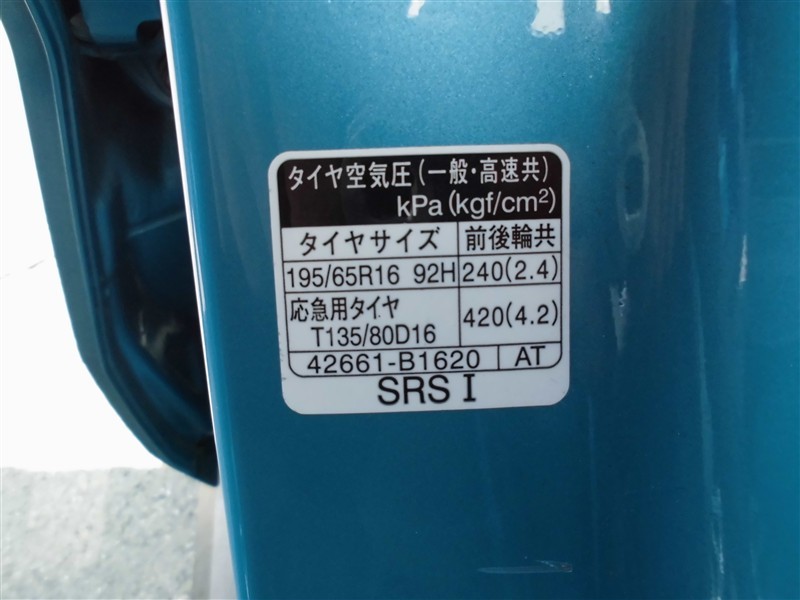 タイヤ空気圧(一般・高速共)
kPa(kgf/cm²)
タイヤサイズ 前後輪共
195/65R16 92H 240(2.4)
応急用タイヤ
T135/80D16 420(4.2)
42661-B1620 AT
SRS I